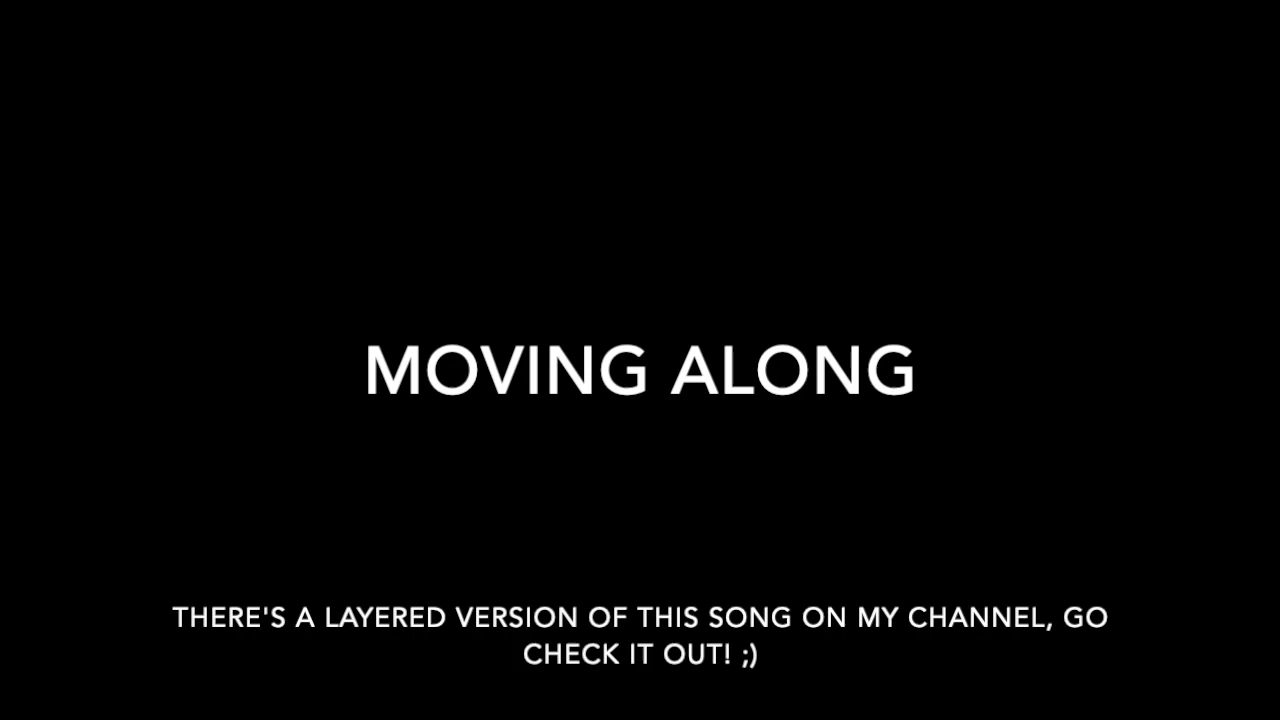 MOVING ALONG
THERE'S A LAYERED VERSION OF THIS SONG ON MY CHANNEL, GO
CHECK IT OUT! ;)